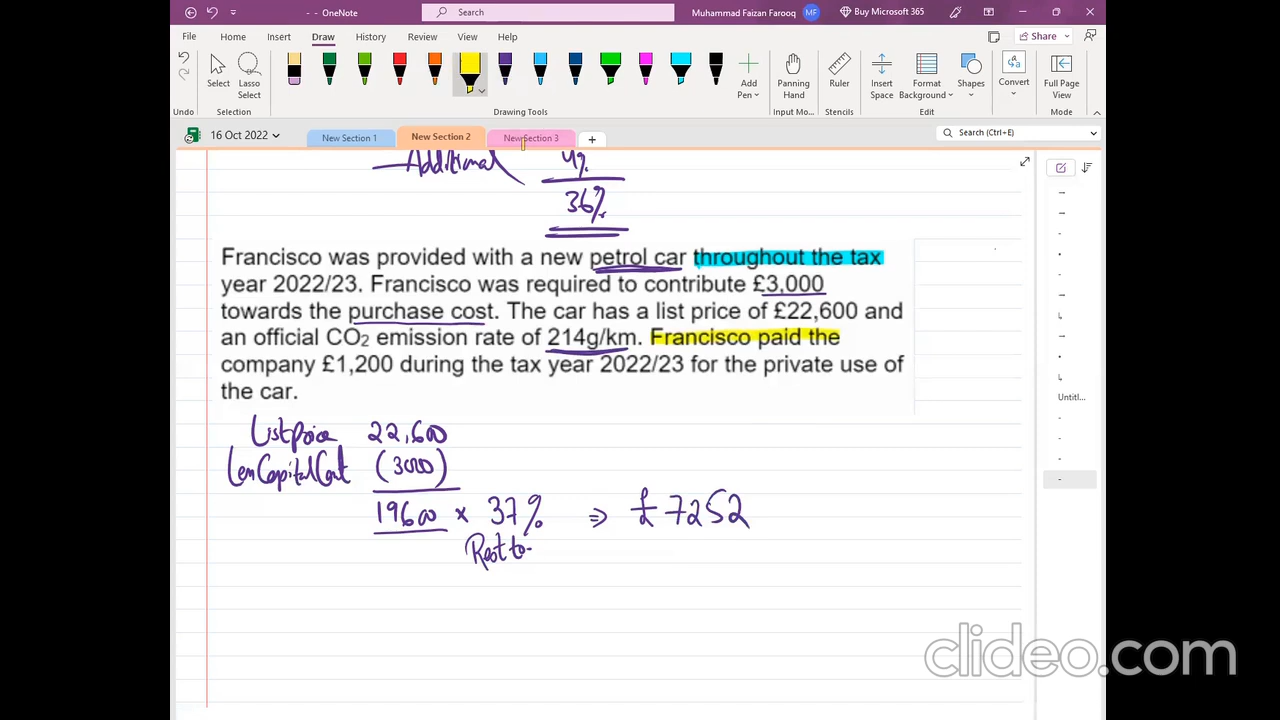 - - OneNote
Search
Muhammad Faizan Farooq
MF
Buy Microsoft 365
File
Home
Insert
Draw
History
Review
View
Help
Share
Undo
Select
Lasso
Select
Selection
Drawing Tools
Add
Pen
Panning
Hand
Input Mo...
Ruler
Stencils
Insert
Space
Format
Background
Shapes
Edit
Convert
Full Page
View
Mode
16 Oct 2022
New Section 1
New Section 2
New Section 3
+
Search (Ctrl+E)
Additional 4%
36%
Francisco was provided with a new petrol car throughout the tax
year 2022/23. Francisco was required to contribute £3,000
towards the purchase cost. The car has a list price of £22,600 and
an official CO2 emission rate of 214g/km. Francisco paid the
company £1,200 during the tax year 2022/23 for the private use of
the car.
List Price 22,600
Less Capital Cont (3000)
19600 × 37% ⇒ £7252
Rest to-
Untitl...
clideo.com